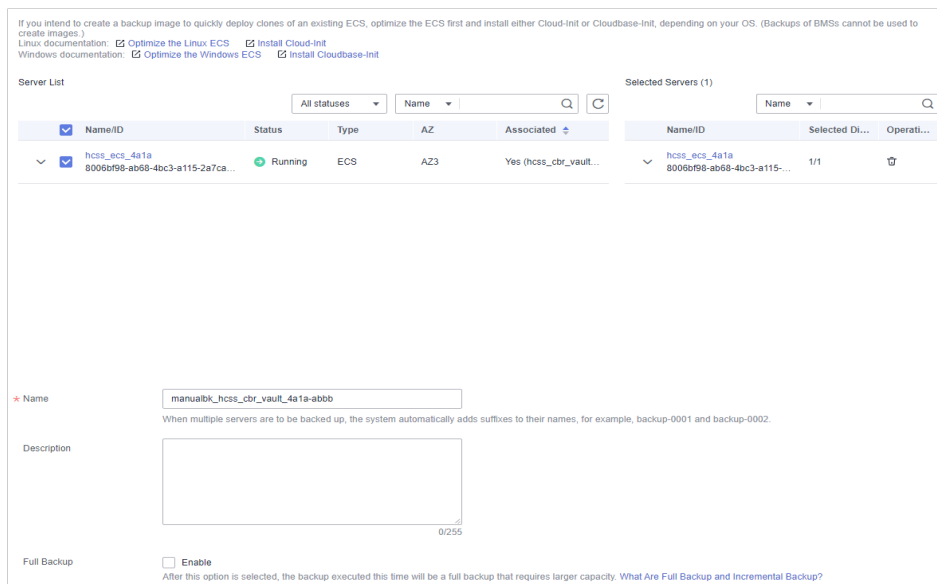 If you intend to create a backup image to quickly deploy clones of an existing ECS, optimize the ECS first and install either Cloud-Init or Cloudbase-Init, depending on your OS. (Backups of BMSs cannot be used to
create images.)
Linux documentation: Optimize the Linux ECS Install Cloud-Init
Windows documentation: Optimize the Windows ECS Install Cloudbase-Init
Server List
Selected Servers (1)
All statuses Name
Name
Name/ID Status Type AZ Associated
Name/ID Selected Di... Operati...
hcss_ecs_4a1a
8006bf98-ab68-4bc3-a115-2a7ca...
Running ECS AZ3 Yes (hcss_cbr_vault...
hcss_ecs_4a1a
8006bf98-ab68-4bc3-a115-...
1/1
* Name
manualbk_hcss_cbr_vault_4a1a-abbb
When multiple servers are to be backed up, the system automatically adds suffixes to their names, for example, backup-0001 and backup-0002.
Description
0/255
Full Backup Enable
After this option is selected, the backup executed this time will be a full backup that requires larger capacity. What Are Full Backup and Incremental Backup?